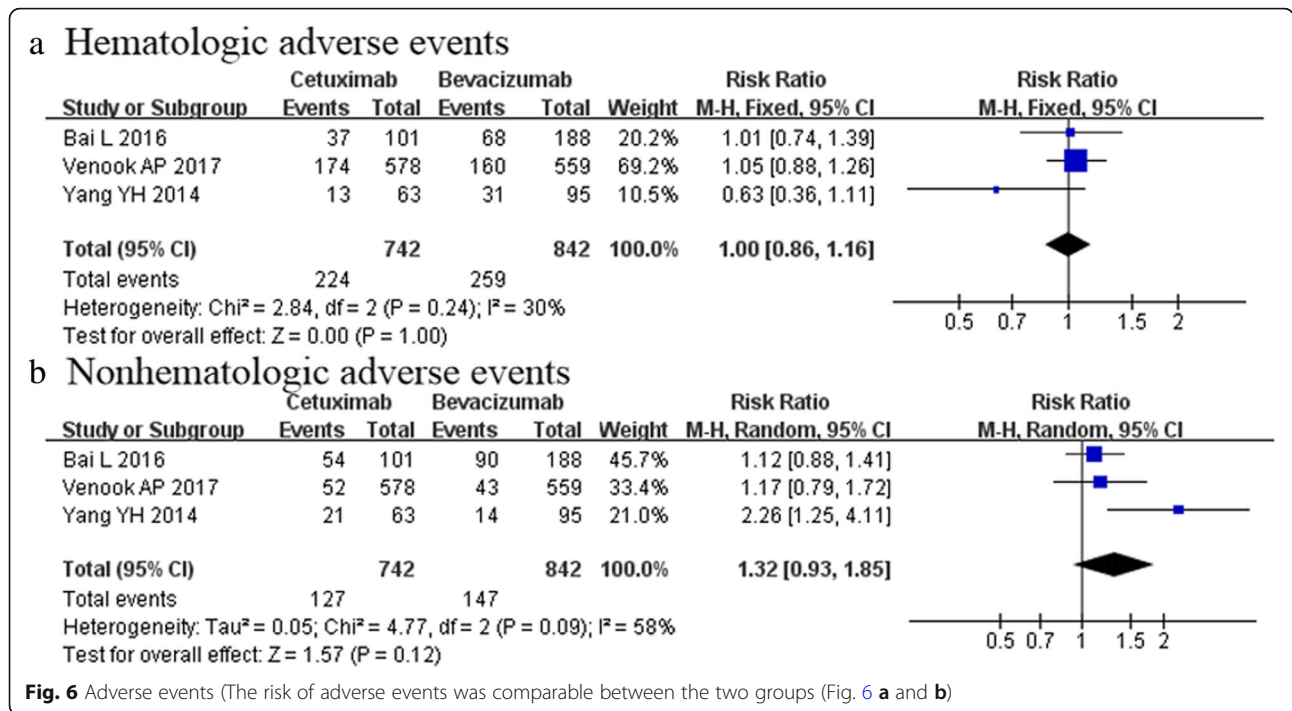 a Hematologic adverse events
Cetuximab Bevacizumab Risk Ratio Risk Ratio
Study or Subgroup Events Total Events Total Weight M-H, Fixed, 95% CI M-H, Fixed, 95% CI
Bai L 2016 37 101 68 188 20.2% 1.01 [0.74, 1.39]
Venook AP 2017 174 578 160 559 69.2% 1.05 [0.88, 1.26]
Yang YH 2014 13 63 31 95 10.5% 0.63 [0.36, 1.11]
Total (95% CI) 742 842 100.0% 1.00 [0.86, 1.16]
Total events 224 259
Heterogeneity: Chi² = 2.84, df = 2 (P = 0.24); I² = 30%
Test for overall effect: Z = 0.00 (P = 1.00)
0.5 0.7 1 1.5 2
b Nonhematologic adverse events
Cetuximab Bevacizumab Risk Ratio Risk Ratio
Study or Subgroup Events Total Events Total Weight M-H, Random, 95% CI M-H, Random, 95% CI
Bai L 2016 54 101 90 188 45.7% 1.12 [0.88, 1.41]
Venook AP 2017 52 578 43 559 33.4% 1.17 [0.79, 1.72]
Yang YH 2014 21 63 14 95 21.0% 2.26 [1.25, 4.11]
Total (95% CI) 742 842 100.0% 1.32 [0.93, 1.85]
Total events 127 147
Heterogeneity: Tau² = 0.05; Chi² = 4.77, df = 2 (P = 0.09); I² = 58%
Test for overall effect: Z = 1.57 (P = 0.12)
0.5 0.7 1 1.5 2
Fig. 6 Adverse events (The risk of adverse events was comparable between the two groups (Fig. 6 a and b)